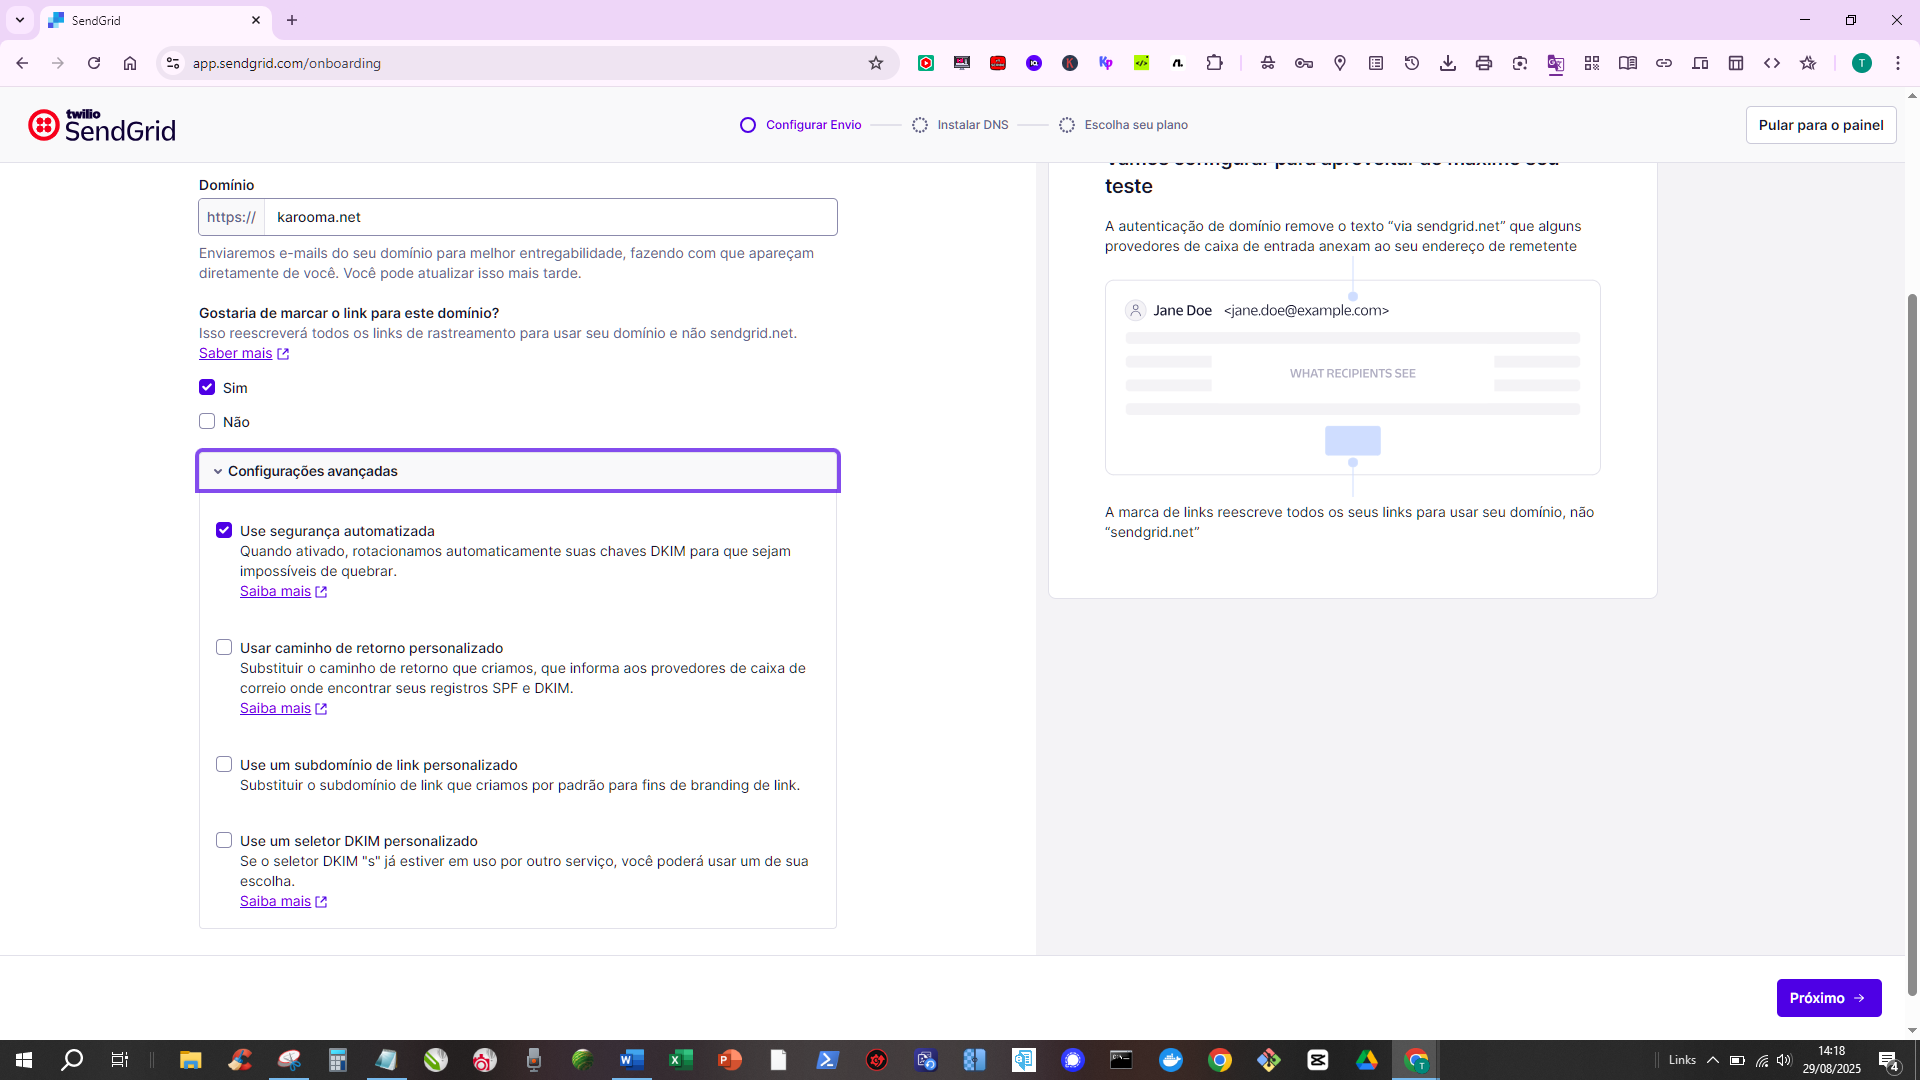 SendGrid
app.sendgrid.com/onboarding
T
twilio
SendGrid
Configurar Envio
Instalar DNS
Escolha seu plano
Pular para o painel
Domínio
https://
karooma.net
Enviaremos e-mails do seu domínio para melhor entregabilidade, fazendo com que apareçam
diretamente de você. Você pode atualizar isso mais tarde.
Gostaria de marcar o link para este domínio?
Isso reescreverá todos os links de rastreamento para usar seu domínio e não sendgrid.net.
Saber mais
Sim
Não
Configurações avançadas
Use segurança automatizada
Quando ativado, rotacionamos automaticamente suas chaves DKIM para que sejam
impossíveis de quebrar.
Saiba mais
Usar caminho de retorno personalizado
Substituir o caminho de retorno que criamos, que informa aos provedores de caixa de
correio onde encontrar seus registros SPF e DKIM.
Saiba mais
Use um subdomínio de link personalizado
Substituir o subdomínio de link que criamos por padrão para fins de branding de link.
Use um seletor DKIM personalizado
Se o seletor DKIM "s" já estiver em uso por outro serviço, você poderá usar um de sua
escolha.
Saiba mais
Vamos configurar para aproveitar ao máximo seu
teste
A autenticação de domínio remove o texto “via sendgrid.net” que alguns
provedores de caixa de entrada anexam ao seu endereço de remetente
Jane Doe <jane.doe@example.com>
WHAT RECIPIENTS SEE
A marca de links reescreve todos os seus links para usar seu domínio, não
“sendgrid.net”
Próximo
Links
14:18
29/08/2025
4